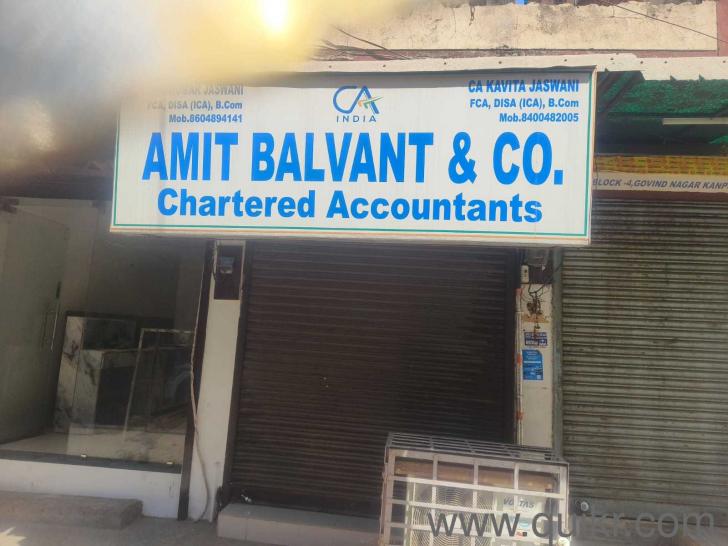 JASWANI
FCA, DISA (ICA), B.Com
Mob.8604894141
CA
INDIA
CA KAVITA JASWANI
FCA, DISA (ICA), B.Com
Mob.8400482005
AMIT BALVANT & CO.
Chartered Accountants
BLOCK -4,GOVIND NAGAR KANP
VOLTAS
www.quikr.com